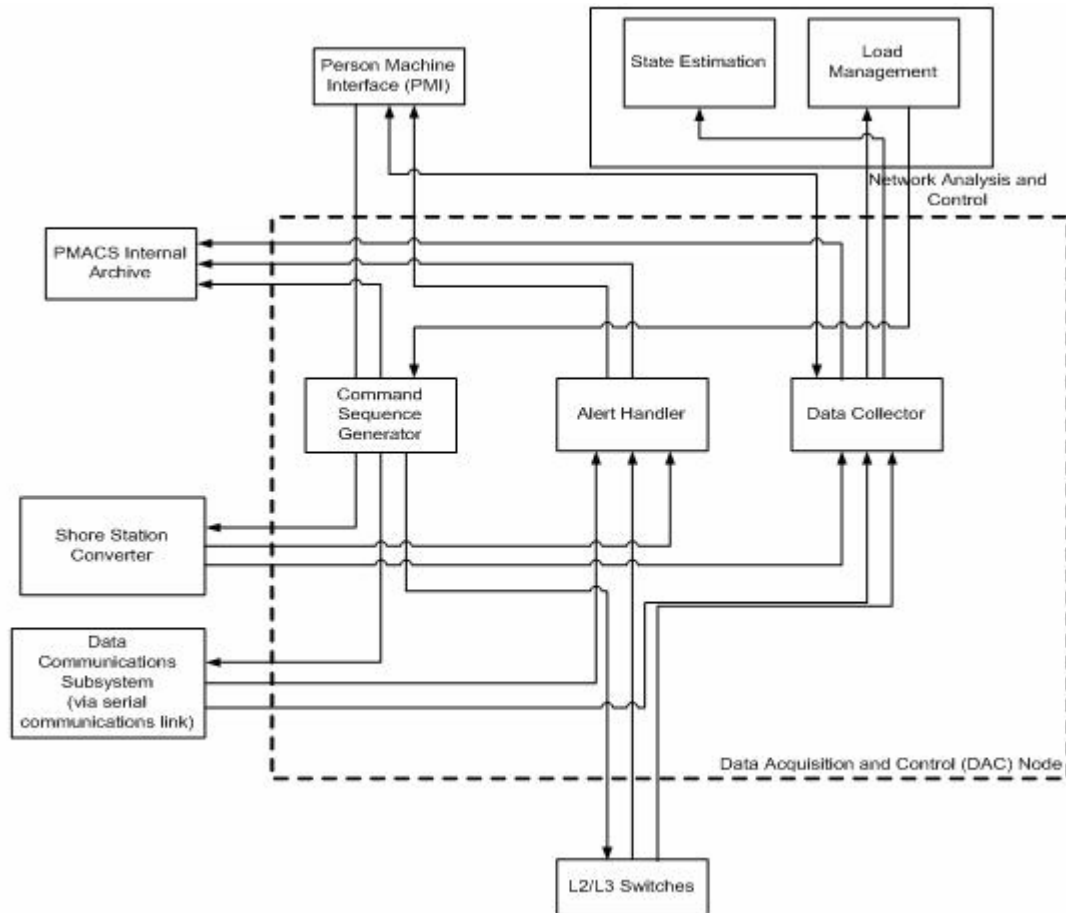 State Estimation
Load
Management
Person Machine
Interface (PMI)
Network Analysis and
Control
PMACS Internal
Archive
Command
Sequence
Generator
Alert Handler
Data Collector
Shore Station
Converter
Data
Communications
Subsystem
(via serial
communications link)
Data Acquisition and Control (DAC) Node
L2/L3 Switches